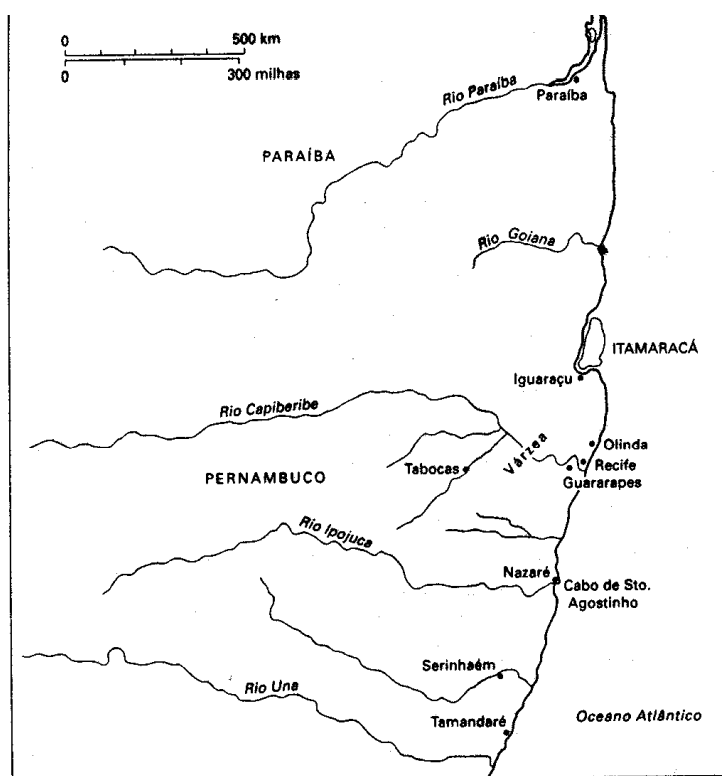 0 500 km
0 300 milhas
Rio Paraíba
Paraíba
PARAÍBA
Rio Goiana
ITAMARACÁ
Iguaraçu
Rio Capiberibe
Olinda
Várzea
Recife
Tabocas
Guararapes
PERNAMBUCO
Rio Ipojuca
Nazaré
Cabo de Sto.
Agostinho
Serinhaém
Rio Una
Tamandaré
Oceano Atlântico